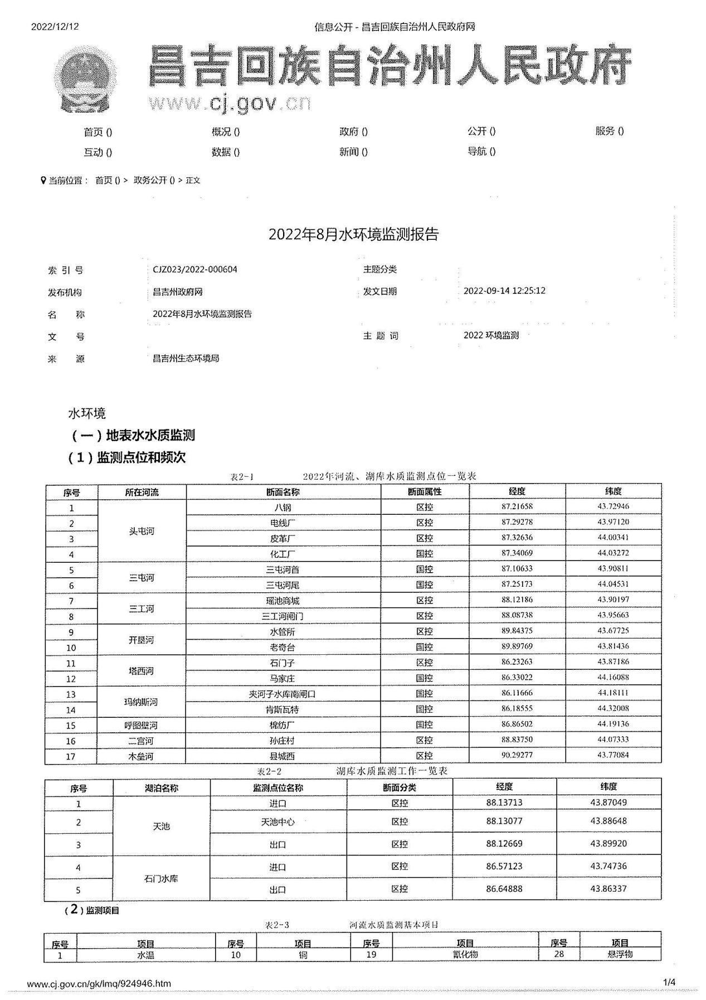 2022/12/12 信息公开 - 昌吉回族自治州人民政府网
昌吉回族自治州人民政府
www.cj.gov.cn
首页 () 概况 () 政府 () 公开 () 服务 ()
互动 () 数据 () 新闻 () 导航 ()
当前位置： 首页 () > 政务公开 () > 正文
2022年8月水环境监测报告
索 引 号 CJZ023/2022-000604 主题分类
发布机构 昌吉州政府网 发文日期 2022-09-14 12:25:12
名 称 2022年8月水环境监测报告
文 号 主 题 词 2022 环境监测
来 源 昌吉州生态环境局
水环境
（一）地表水水质监测
（1）监测点位和频次
表2-1 2022年河流、湖库水质监测点位一览表
序号 所在河流 断面名称 断面属性 经度 纬度
1 头屯河 八钢 区控 87.21658 43.72946
2 电线厂 区控 87.29278 43.97120
3 皮革厂 区控 87.32636 44.00341
4 化工厂 国控 87.34069 44.03272
5 三屯河 三屯河首 国控 87.10633 43.90811
6 三屯河尾 国控 87.25173 44.04531
7 三工河 瑶池商城 区控 88.12186 43.90197
8 三工河闸门 区控 88.08738 43.95663
9 开垦河 水管所 区控 89.84375 43.67725
10 老奇台 国控 89.89769 43.81436
11 塔西河 石门子 区控 86.23263 43.87186
12 马家庄 国控 86.33022 44.16088
13 玛纳斯河 夹河子水库南闸口 国控 86.11666 44.18111
14 肯斯瓦特 国控 86.18555 44.32008
15 呼图壁河 棉纺厂 国控 86.86502 44.19136
16 二宫河 孙庄村 区控 88.83750 44.07333
17 木垒河 县城西 区控 90.29277 43.77084
表2-2 湖库水质监测工作一览表
序号 湖泊名称 监测点位名称 断面分类 经度 纬度
1 天池 进口 区控 88.13713 43.87049
2 天池中心 区控 88.13077 43.88648
3 出口 区控 88.12669 43.89920
4 石门水库 进口 区控 86.57123 43.74736
5 出口 区控 86.64888 43.86337
（2）监测项目
表2-3 河流水质监测基本项目
序号 项目 序号 项目 序号 项目 序号 项目
1 水温 10 铜 19 氰化物 28 悬浮物
www.cj.gov.cn/gk/lmq/924946.htm 1/4